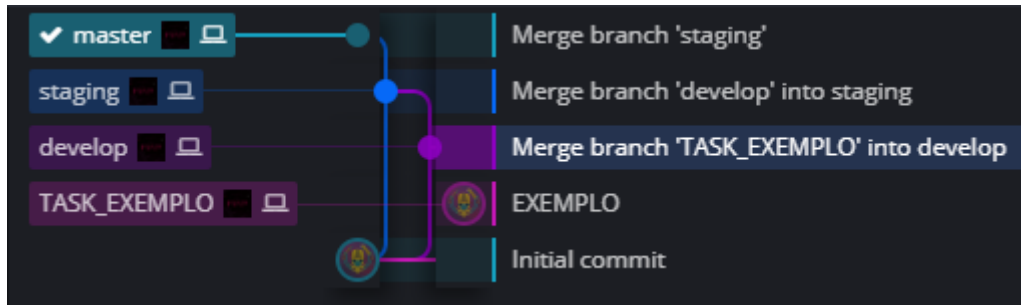 master Merge branch 'staging'
staging Merge branch 'develop' into staging
develop Merge branch 'TASK_EXEMPLO' into develop
TASK_EXEMPLO EXEMPLO
Initial commit